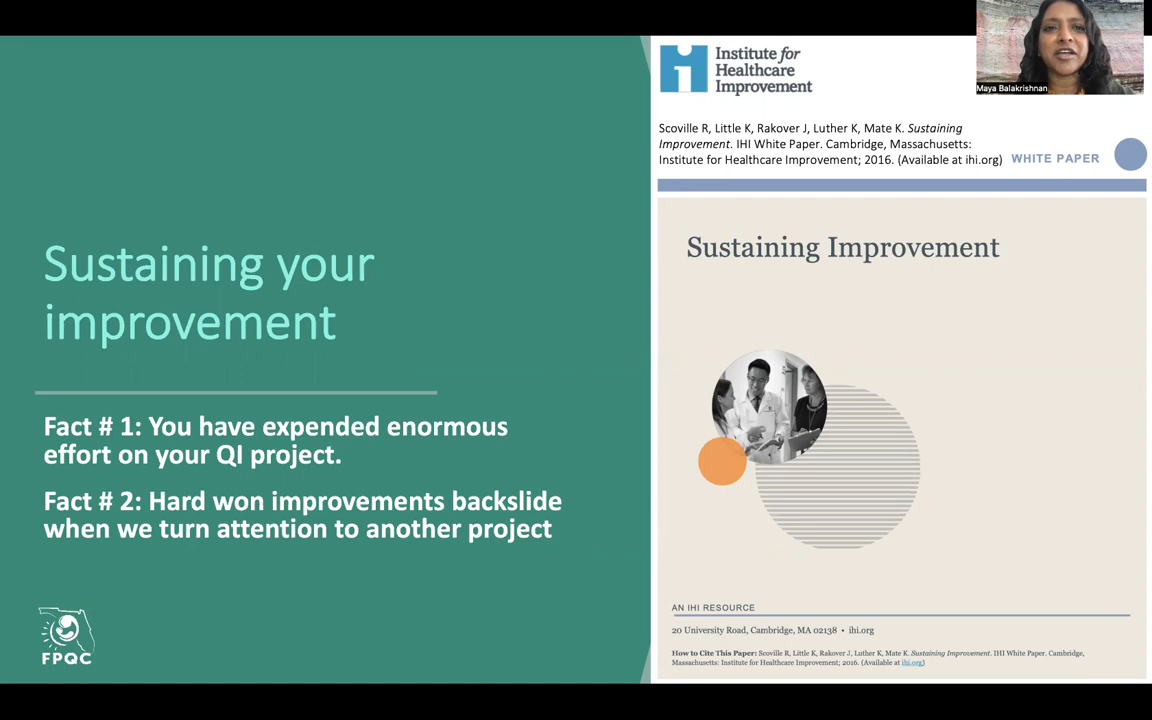 Sustaining your
improvement
Fact # 1: You have expended enormous
effort on your QI project.
Fact # 2: Hard won improvements backslide
when we turn attention to another project
FPQC
Institute for
Healthcare
Improvement
Maya Balakrishnan
Scoville R, Little K, Rakover J, Luther K, Mate K. Sustaining
Improvement. IHI White Paper. Cambridge, Massachusetts:
Institute for Healthcare Improvement; 2016. (Available at ihi.org)
WHITE PAPER
Sustaining Improvement
AN IHI RESOURCE
20 University Road, Cambridge, MA 02138 • ihi.org
How to Cite This Paper: Scoville R, Little K, Rakover J, Luther K, Mate K. Sustaining Improvement. IHI White Paper. Cambridge,
Massachusetts: Institute for Healthcare Improvement; 2016. (Available at ihi.org)